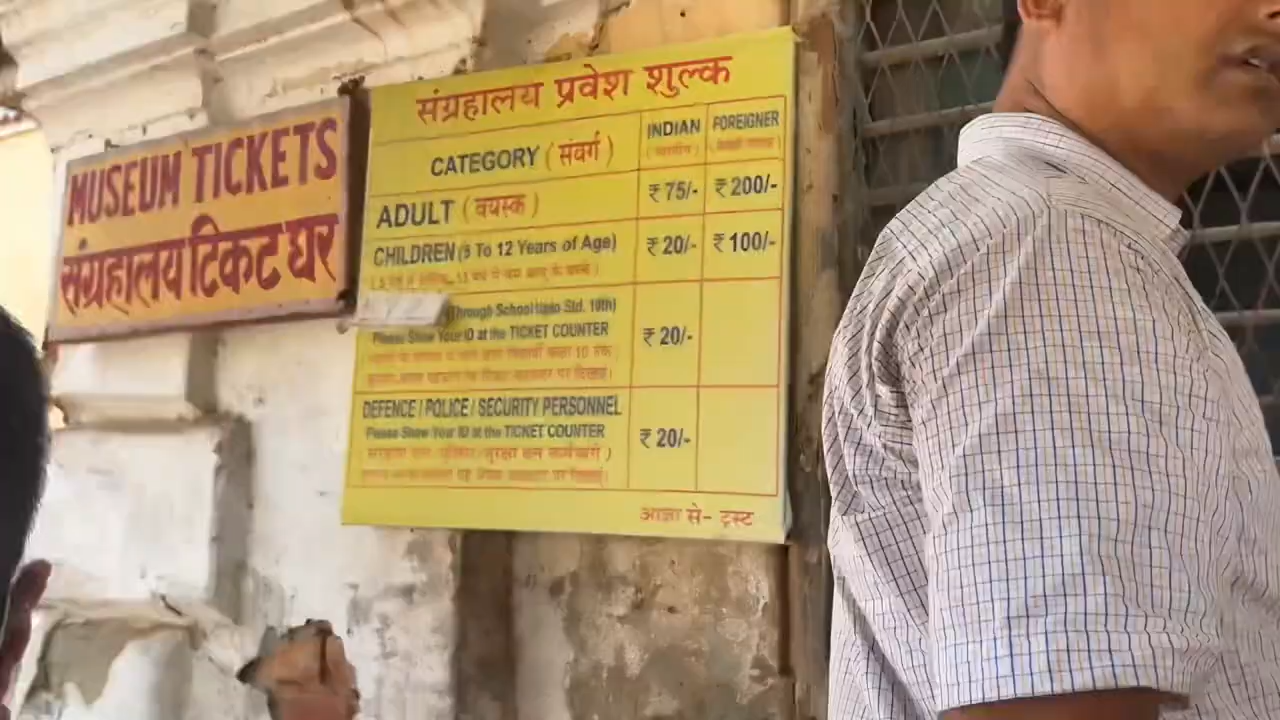 MUSEUM TICKETS
संग्रहालय टिकट घर
संग्रहालय प्रवेश शुल्क
CATEGORY ( संवर्ग ) INDIAN FOREIGNER
ADULT ( वयस्क ) ₹ 75/- ₹ 200/-
CHILDREN (5 To 12 Years of Age) ₹ 20/- ₹ 100/-
(Through School Upto Std. 10th)
Please Show Your ID at the TICKET COUNTER ₹ 20/-
DEFENCE / POLICE / SECURITY PERSONNEL
Please Show Your ID at the TICKET COUNTER ₹ 20/-
आज्ञा से- ट्रस्ट